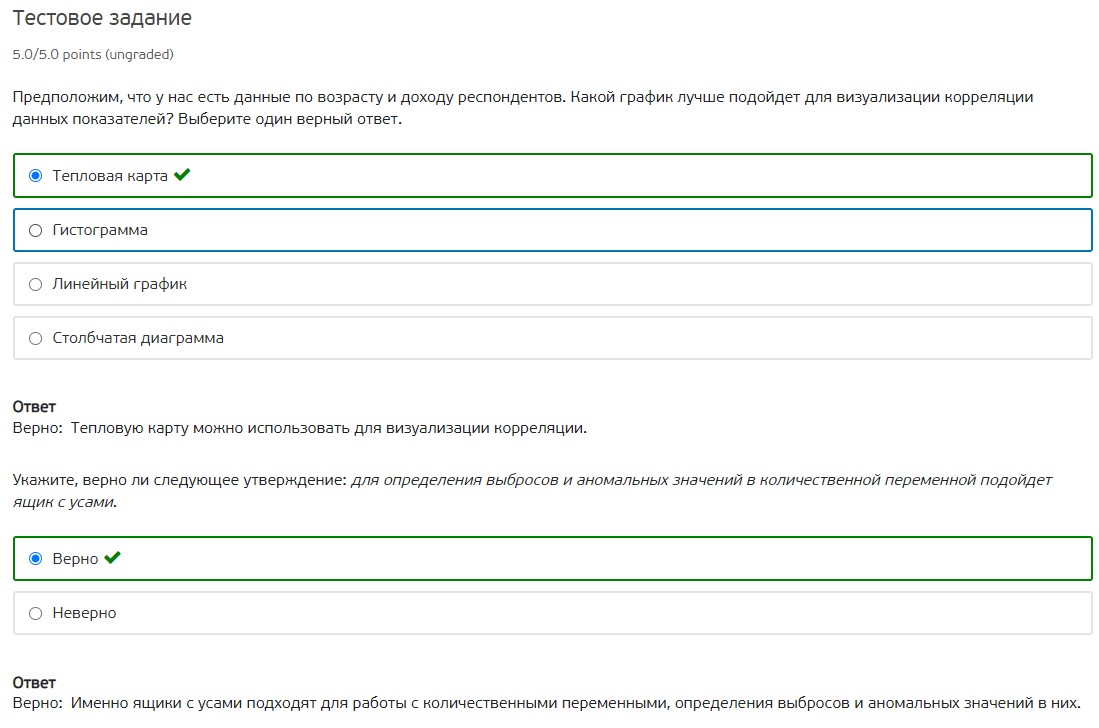 Тестовое задание
5.0/5.0 points (ungraded)
Предположим, что у нас есть данные по возрасту и доходу респондентов. Какой график лучше подойдет для визуализации корреляции
данных показателей? Выберите один верный ответ.
Тепловая карта
Гистограмма
Линейный график
Столбчатая диаграмма
Ответ
Верно: Тепловую карту можно использовать для визуализации корреляции.
Укажите, верно ли следующее утверждение: для определения выбросов и аномальных значений в количественной переменной подойдет
ящик с усами.
Верно
Неверно
Ответ
Верно: Именно ящики с усами подходят для работы с количественными переменными, определения выбросов и аномальных значений в них.